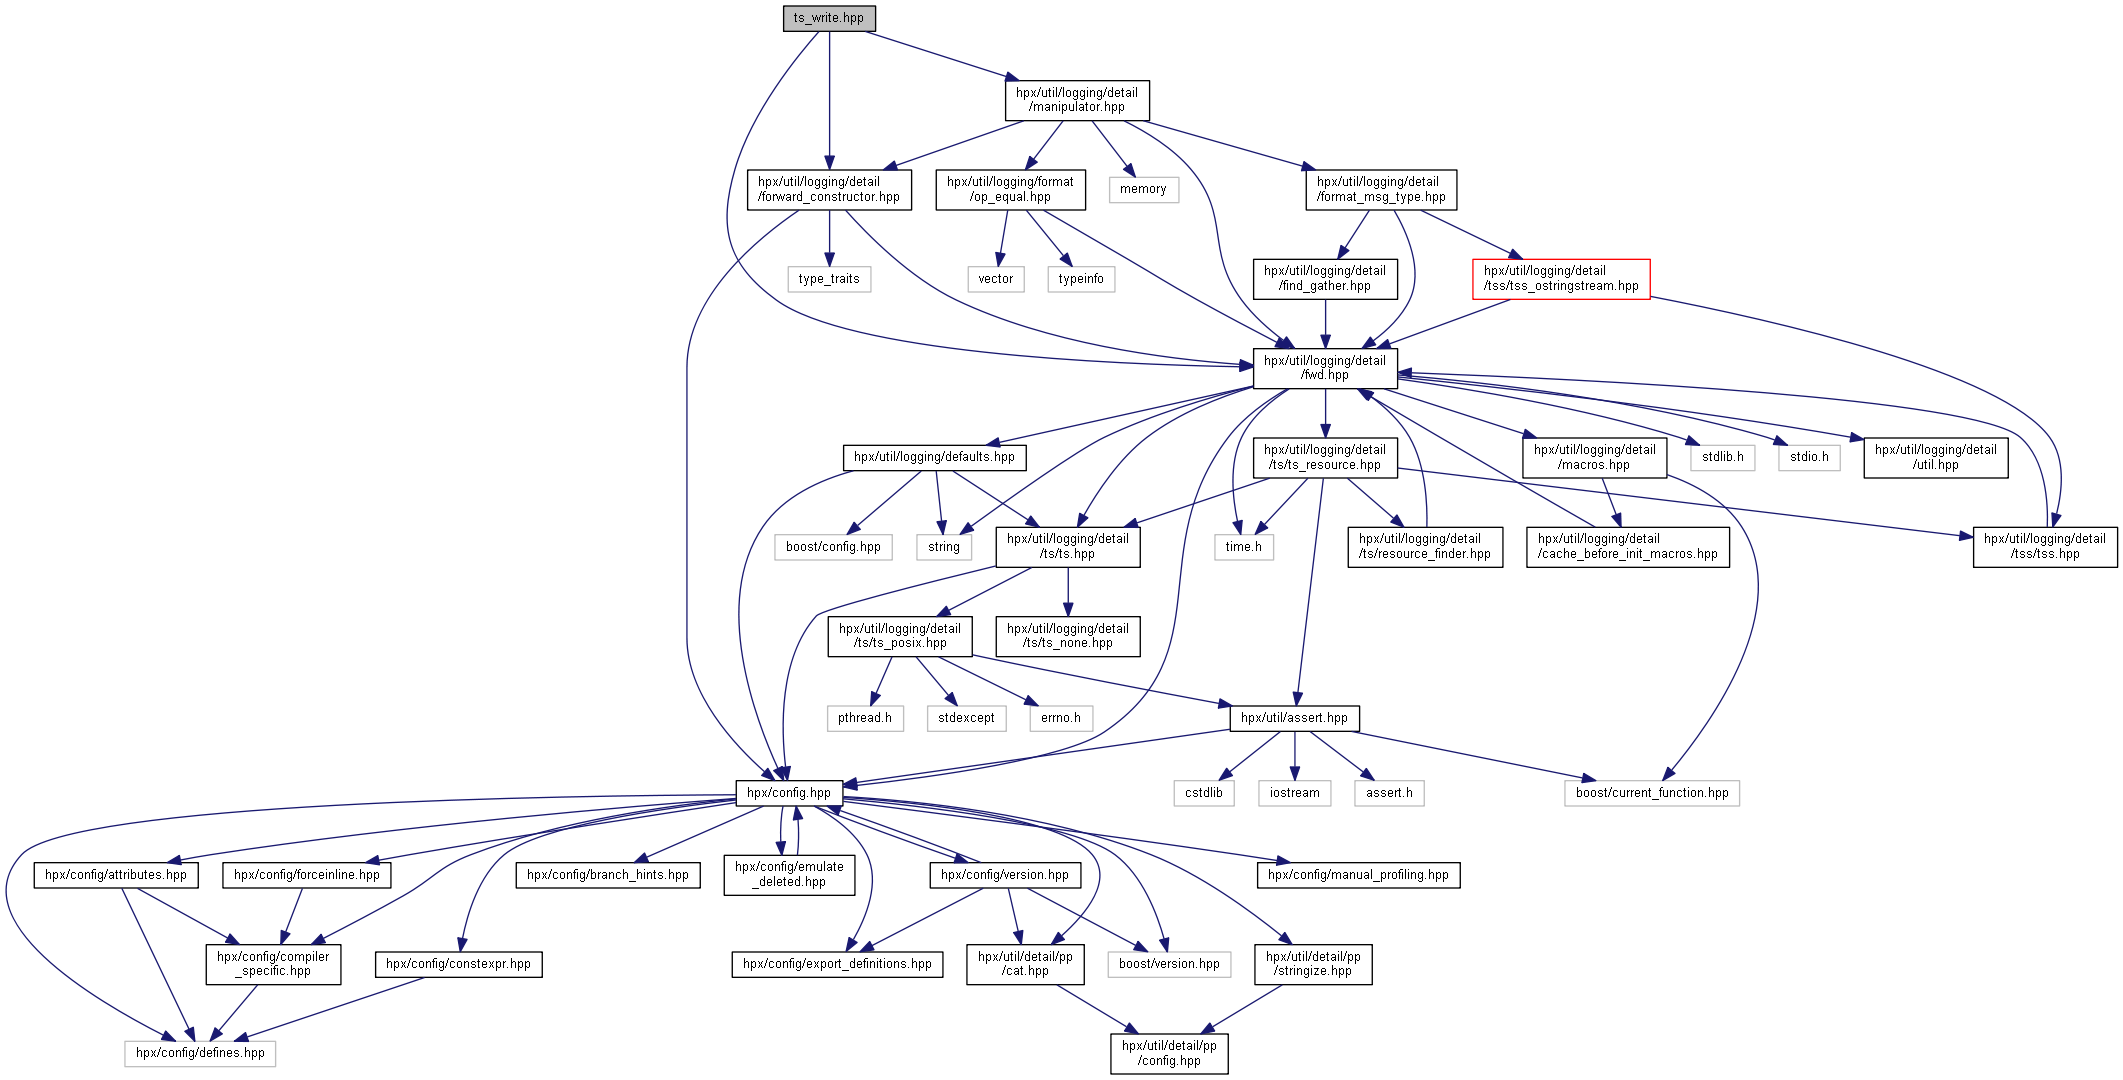 ts_write.hpp
hpx/util/logging/detail
/manipulator.hpp
hpx/util/logging/detail
/forward_constructor.hpp
hpx/util/logging/format
/op_equal.hpp
memory
hpx/util/logging/detail
/format_msg_type.hpp
type_traits
vector
typeinfo
hpx/util/logging/detail
/find_gather.hpp
hpx/util/logging/detail
/tss/tss_ostringstream.hpp
hpx/util/logging/detail
/fwd.hpp
hpx/util/logging/defaults.hpp
hpx/util/logging/detail
/ts/ts_resource.hpp
hpx/util/logging/detail
/macros.hpp
stdlib.h
stdio.h
hpx/util/logging/detail
/util.hpp
boost/config.hpp
string
hpx/util/logging/detail
/ts/ts.hpp
time.h
hpx/util/logging/detail
/ts/resource_finder.hpp
hpx/util/logging/detail
/cache_before_init_macros.hpp
hpx/util/logging/detail
/tss/tss.hpp
hpx/util/logging/detail
/ts/ts_posix.hpp
hpx/util/logging/detail
/ts/ts_none.hpp
pthread.h
stdexcept
errno.h
hpx/util/assert.hpp
hpx/config.hpp
cstdlib
iostream
assert.h
boost/current_function.hpp
hpx/config/attributes.hpp
hpx/config/forceinline.hpp
hpx/config/branch_hints.hpp
hpx/config/emulate
_deleted.hpp
hpx/config/version.hpp
hpx/config/manual_profiling.hpp
hpx/config/compiler
_specific.hpp
hpx/config/constexpr.hpp
hpx/config/export_definitions.hpp
hpx/util/detail/pp
/cat.hpp
boost/version.hpp
hpx/util/detail/pp
/stringize.hpp
hpx/config/defines.hpp
hpx/util/detail/pp
/config.hpp